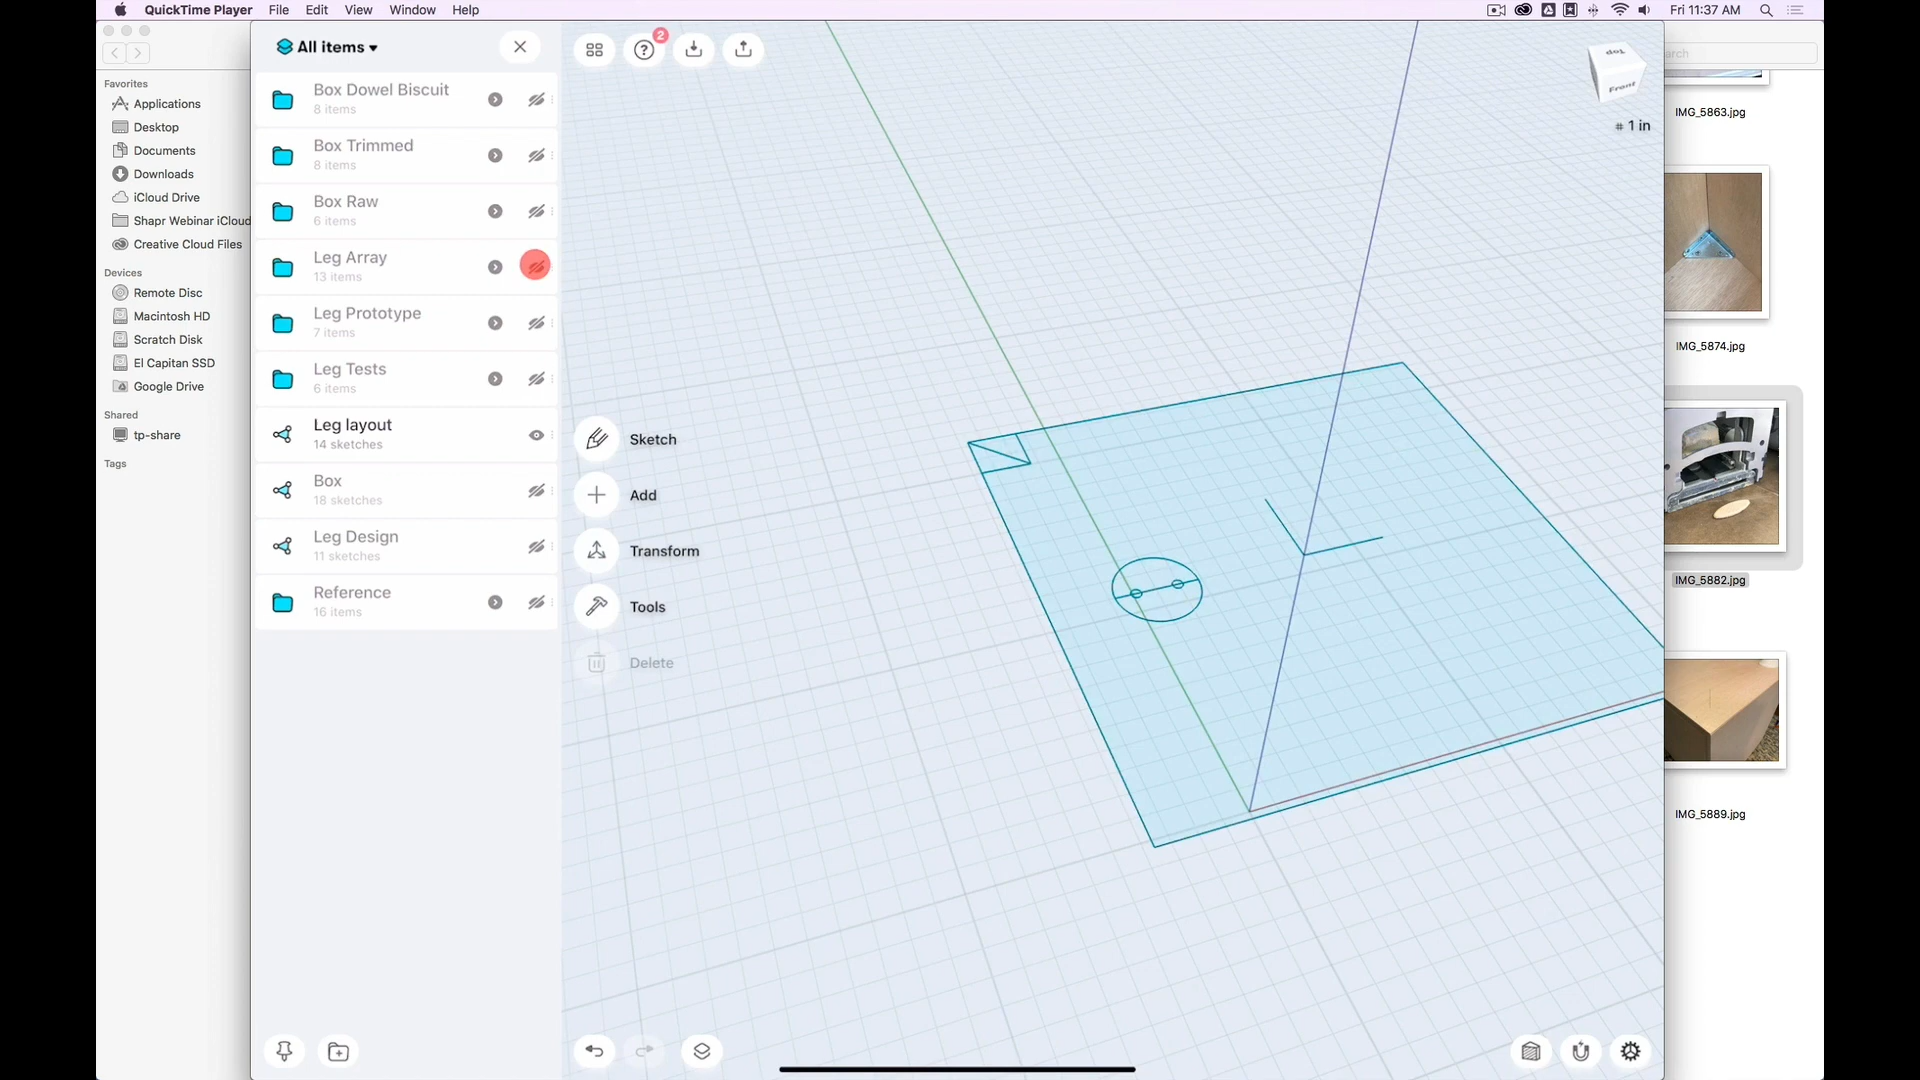 QuickTime Player File Edit View Window Help
Fri 11:37 AM
Favorites
Applications
Desktop
Documents
Downloads
iCloud Drive
Shapr Webinar iCloud
Creative Cloud Files
Devices
Remote Disc
Macintosh HD
Scratch Disk
El Capitan SSD
Google Drive
Shared
tp-share
Tags
All items
Box Dowel Biscuit
8 items
Box Trimmed
8 items
Box Raw
6 items
Leg Array
13 items
Leg Prototype
7 items
Leg Tests
6 items
Leg layout
14 sketches
Box
18 sketches
Leg Design
11 sketches
Reference
16 items
2
Sketch
Add
Transform
Tools
Delete
Top
Front
1 in
arch
IMG_5863.jpg
IMG_5874.jpg
IMG_5882.jpg
IMG_5889.jpg